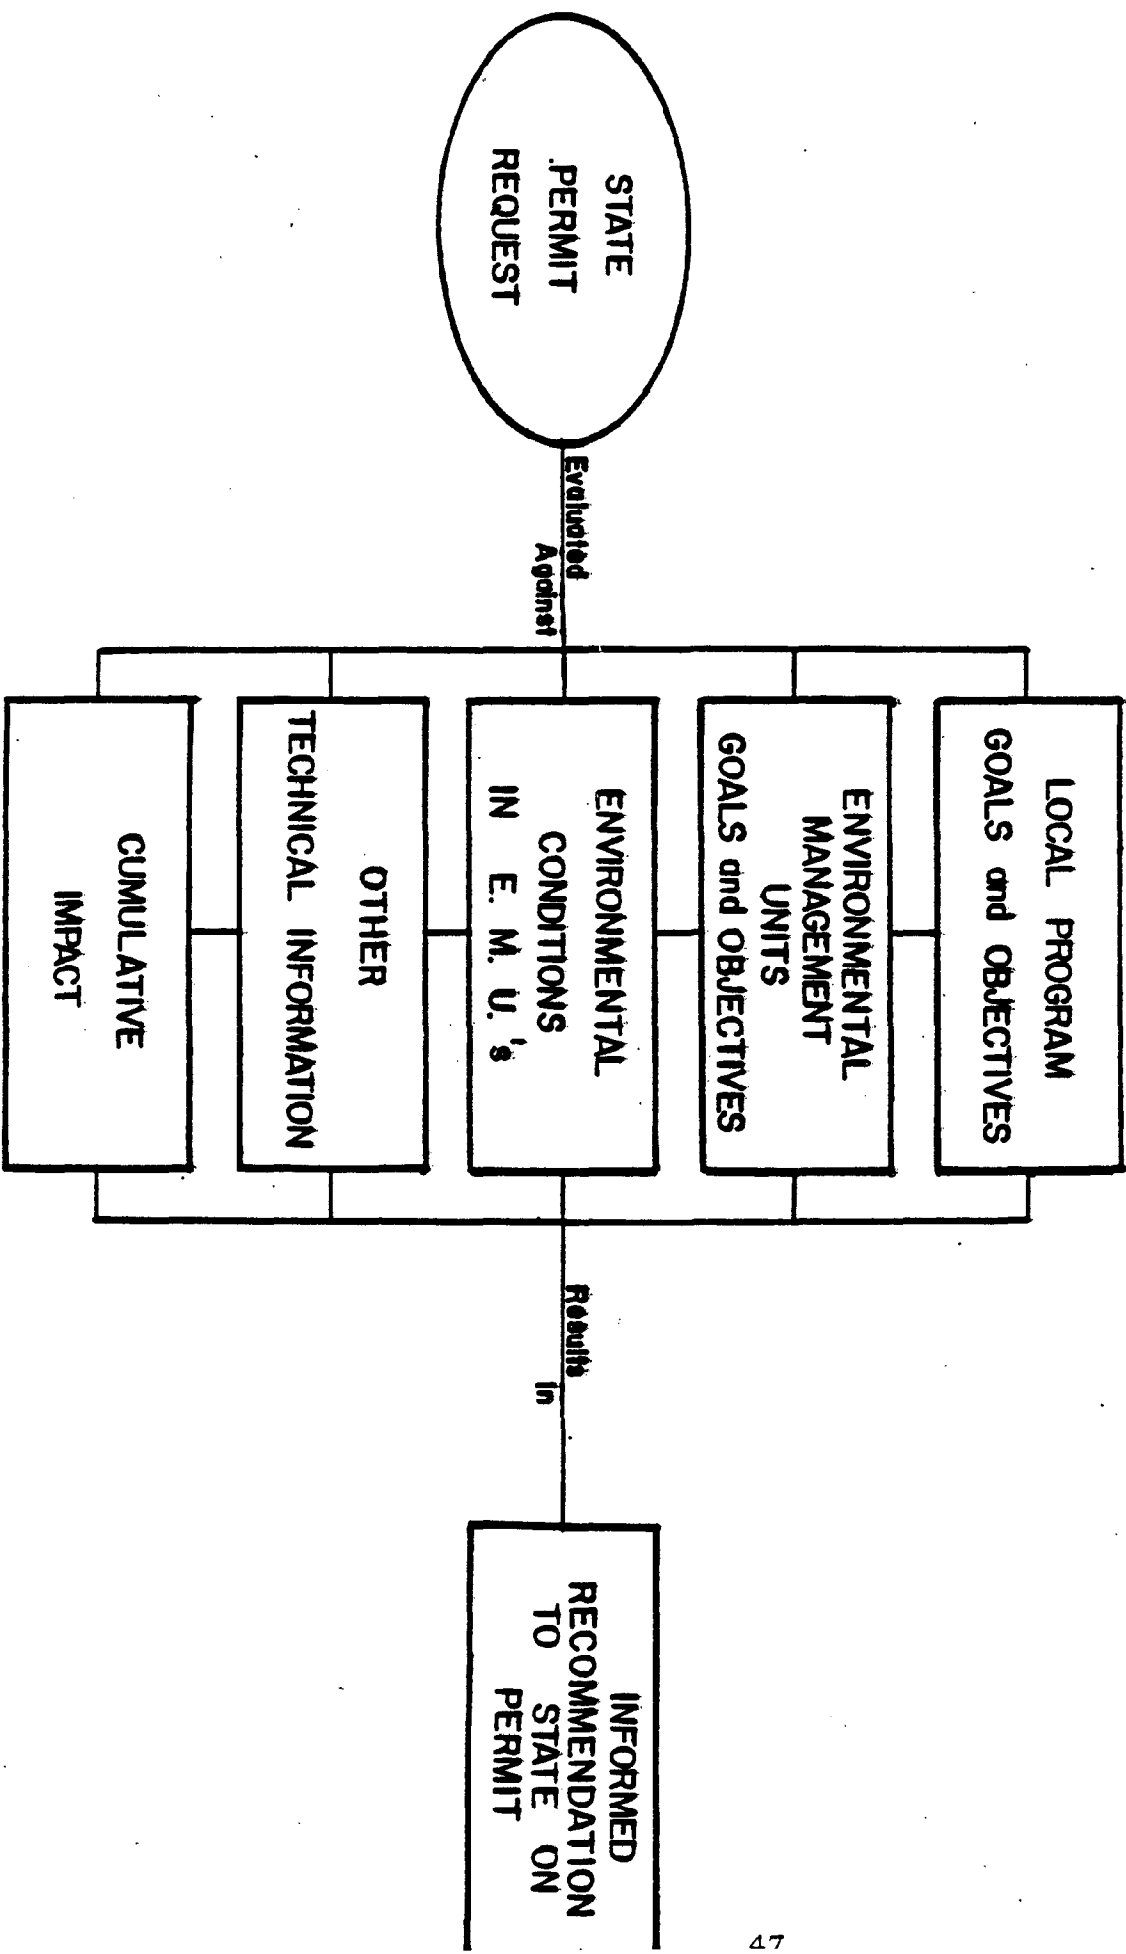 STATE
PERMIT
REQUEST
Evaluated
Against
LOCAL PROGRAM
GOALS and OBJECTIVES
ENVIRONMENTAL
MANAGEMENT
UNITS
GOALS and OBJECTIVES
ENVIRONMENTAL
CONDITIONS
IN E. M. U.'s
OTHER
TECHNICAL INFORMATION
CUMULATIVE
IMPACT
Results
In
INFORMED
RECOMMENDATION
TO STATE ON
PERMIT
47